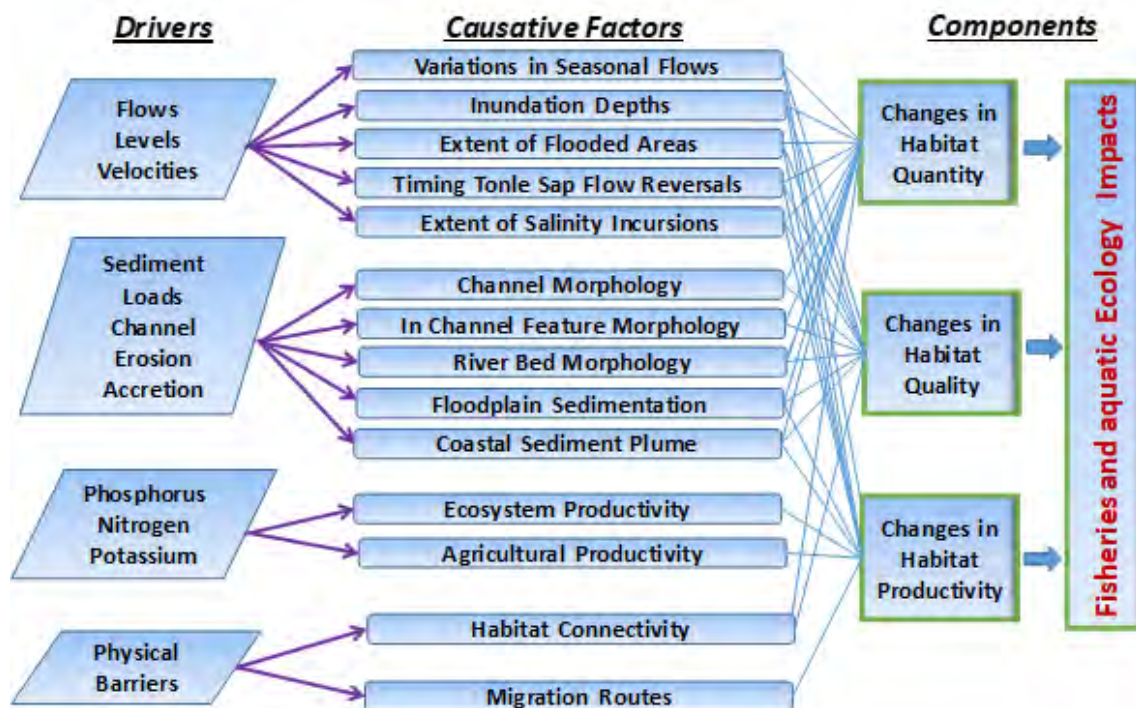 Drivers
Causative Factors
Components
Flows
Levels
Velocities
Sediment
Loads
Channel
Erosion
Accretion
Phosphorus
Nitrogen
Potassium
Physical
Barriers
Variations in Seasonal Flows
Inundation Depths
Extent of Flooded Areas
Timing Tonle Sap Flow Reversals
Extent of Salinity Incursions
Channel Morphology
In Channel Feature Morphology
River Bed Morphology
Floodplain Sedimentation
Coastal Sediment Plume
Ecosystem Productivity
Agricultural Productivity
Habitat Connectivity
Migration Routes
Changes in
Habitat
Quantity
Changes in
Habitat
Quality
Changes in
Habitat
Productivity
Fisheries and aquatic Ecology Impacts